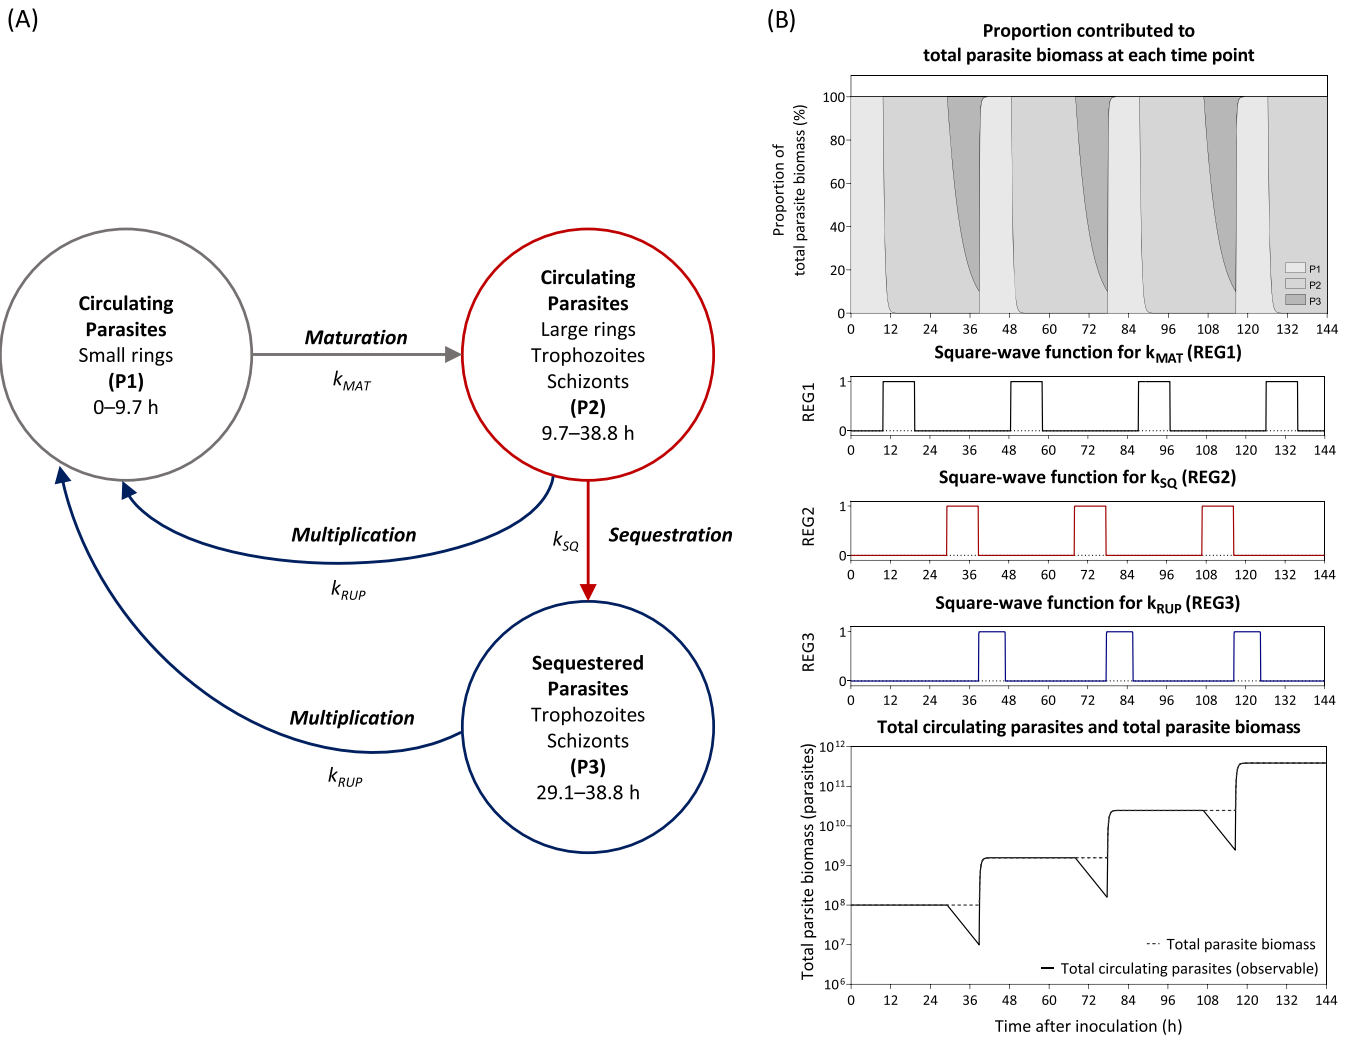 (A)
Circulating
Parasites
Small rings
(P1)
0–9.7 h
Maturation
kMAT
Circulating
Parasites
Large rings
Trophozoites
Schizonts
(P2)
9.7–38.8 h
Multiplication
kRUP
kSQ
Sequestration
Sequestered
Parasites
Trophozoites
Schizonts
(P3)
29.1–38.8 h
Multiplication
kRUP
(B)
Proportion contributed to
total parasite biomass at each time point
Proportion of
total parasite biomass (%)
100
80
60
40
20
0
P1
P2
P3
0 12 24 36 48 60 72 84 96 108 120 132 144
Square-wave function for kMAT (REG1)
REG1
1
0
0 12 24 36 48 60 72 84 96 108 120 132 144
Square-wave function for kSQ (REG2)
REG2
1
0
0 12 24 36 48 60 72 84 96 108 120 132 144
Square-wave function for kRUP (REG3)
REG3
1
0
0 12 24 36 48 60 72 84 96 108 120 132 144
Total circulating parasites and total parasite biomass
Total parsite biomass (parasites)
10¹²
10¹¹
10¹⁰
10⁹
10⁸
10⁷
10⁶
Total parasite biomass
Total circulating parasites (observable)
0 12 24 36 48 60 72 84 96 108 120 132 144
Time after inoculation (h)